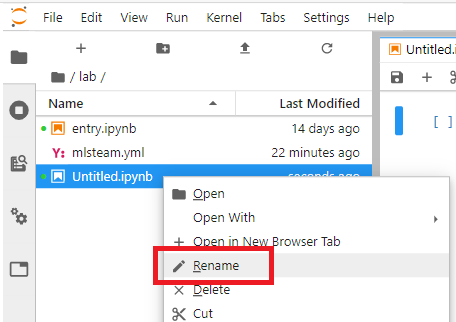 File Edit View Run Kernel Tabs Settings Help
/ lab /
Untitled.i
Name Last Modified
entry.ipynb 14 days ago
[ ]
Y: mlsteam.yml 22 minutes ago
Untitled.ipynb seconds ago
Open
Open With
Open in New Browser Tab
Rename
Delete
Cut